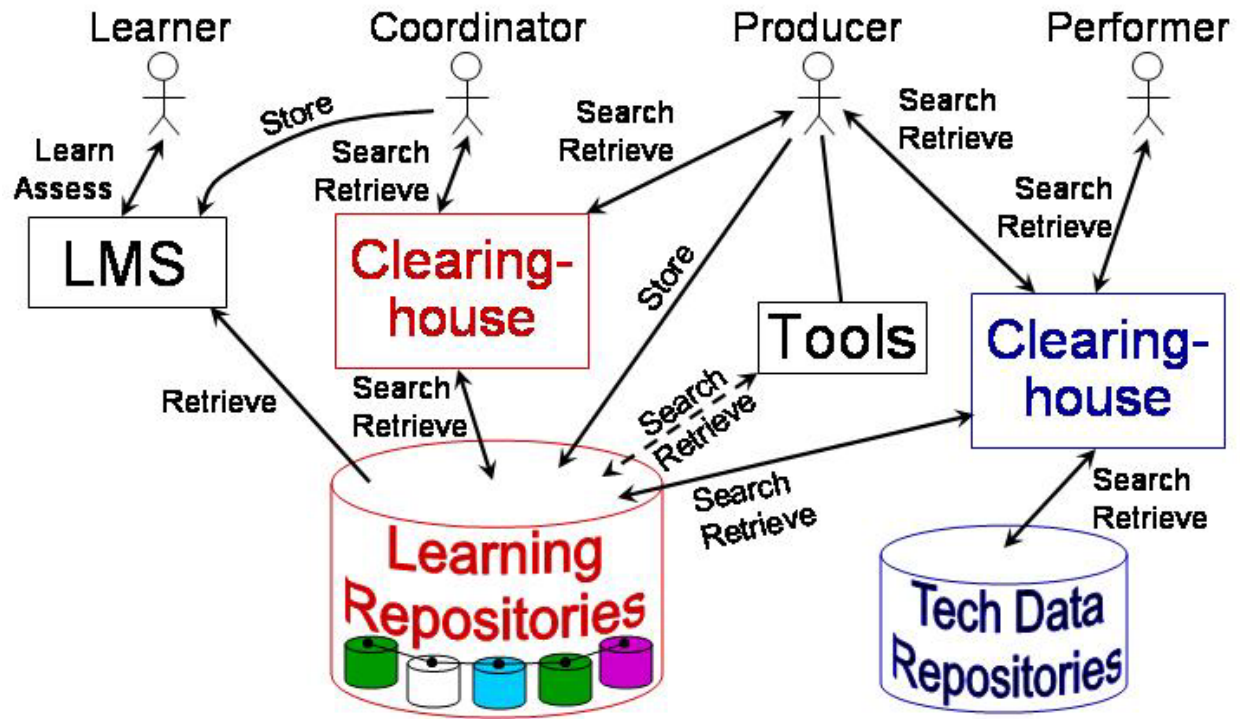 Learner
Coordinator
Producer
Performer
Store
Search
Retrieve
Search
Retrieve
Learn
Assess
Search
Retrieve
Search
Retrieve
LMS
Clearing-
house
Store
Tools
Clearing-
house
Retrieve
Search
Retrieve
Search
Retrieve
Search
Retrieve
Search
Retrieve
Learning
Repositories
Tech Data
Repositories